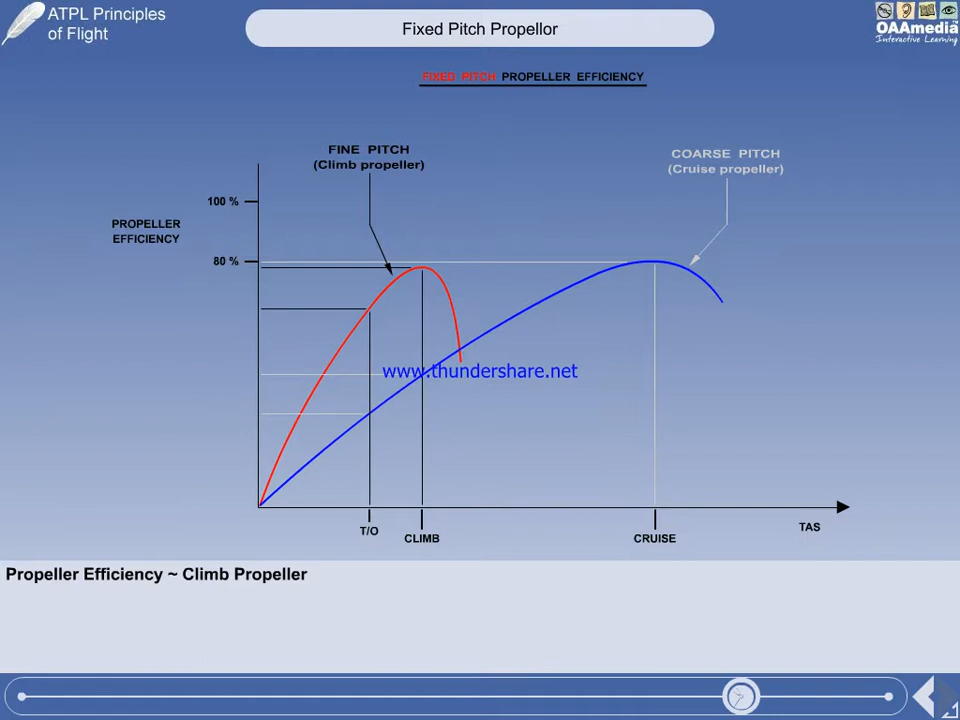 ATPL Principles
of Flight
Fixed Pitch Propellor
OAAmedia
Interactive Learning
FIXED PITCH PROPELLER EFFICIENCY
FINE PITCH
(Climb propeller)
COARSE PITCH
(Cruise propeller)
100 %
PROPELLER
EFFICIENCY
80 %
www.thundershare.net
T/O
CLIMB
CRUISE
TAS
Propeller Efficiency ~ Climb Propeller